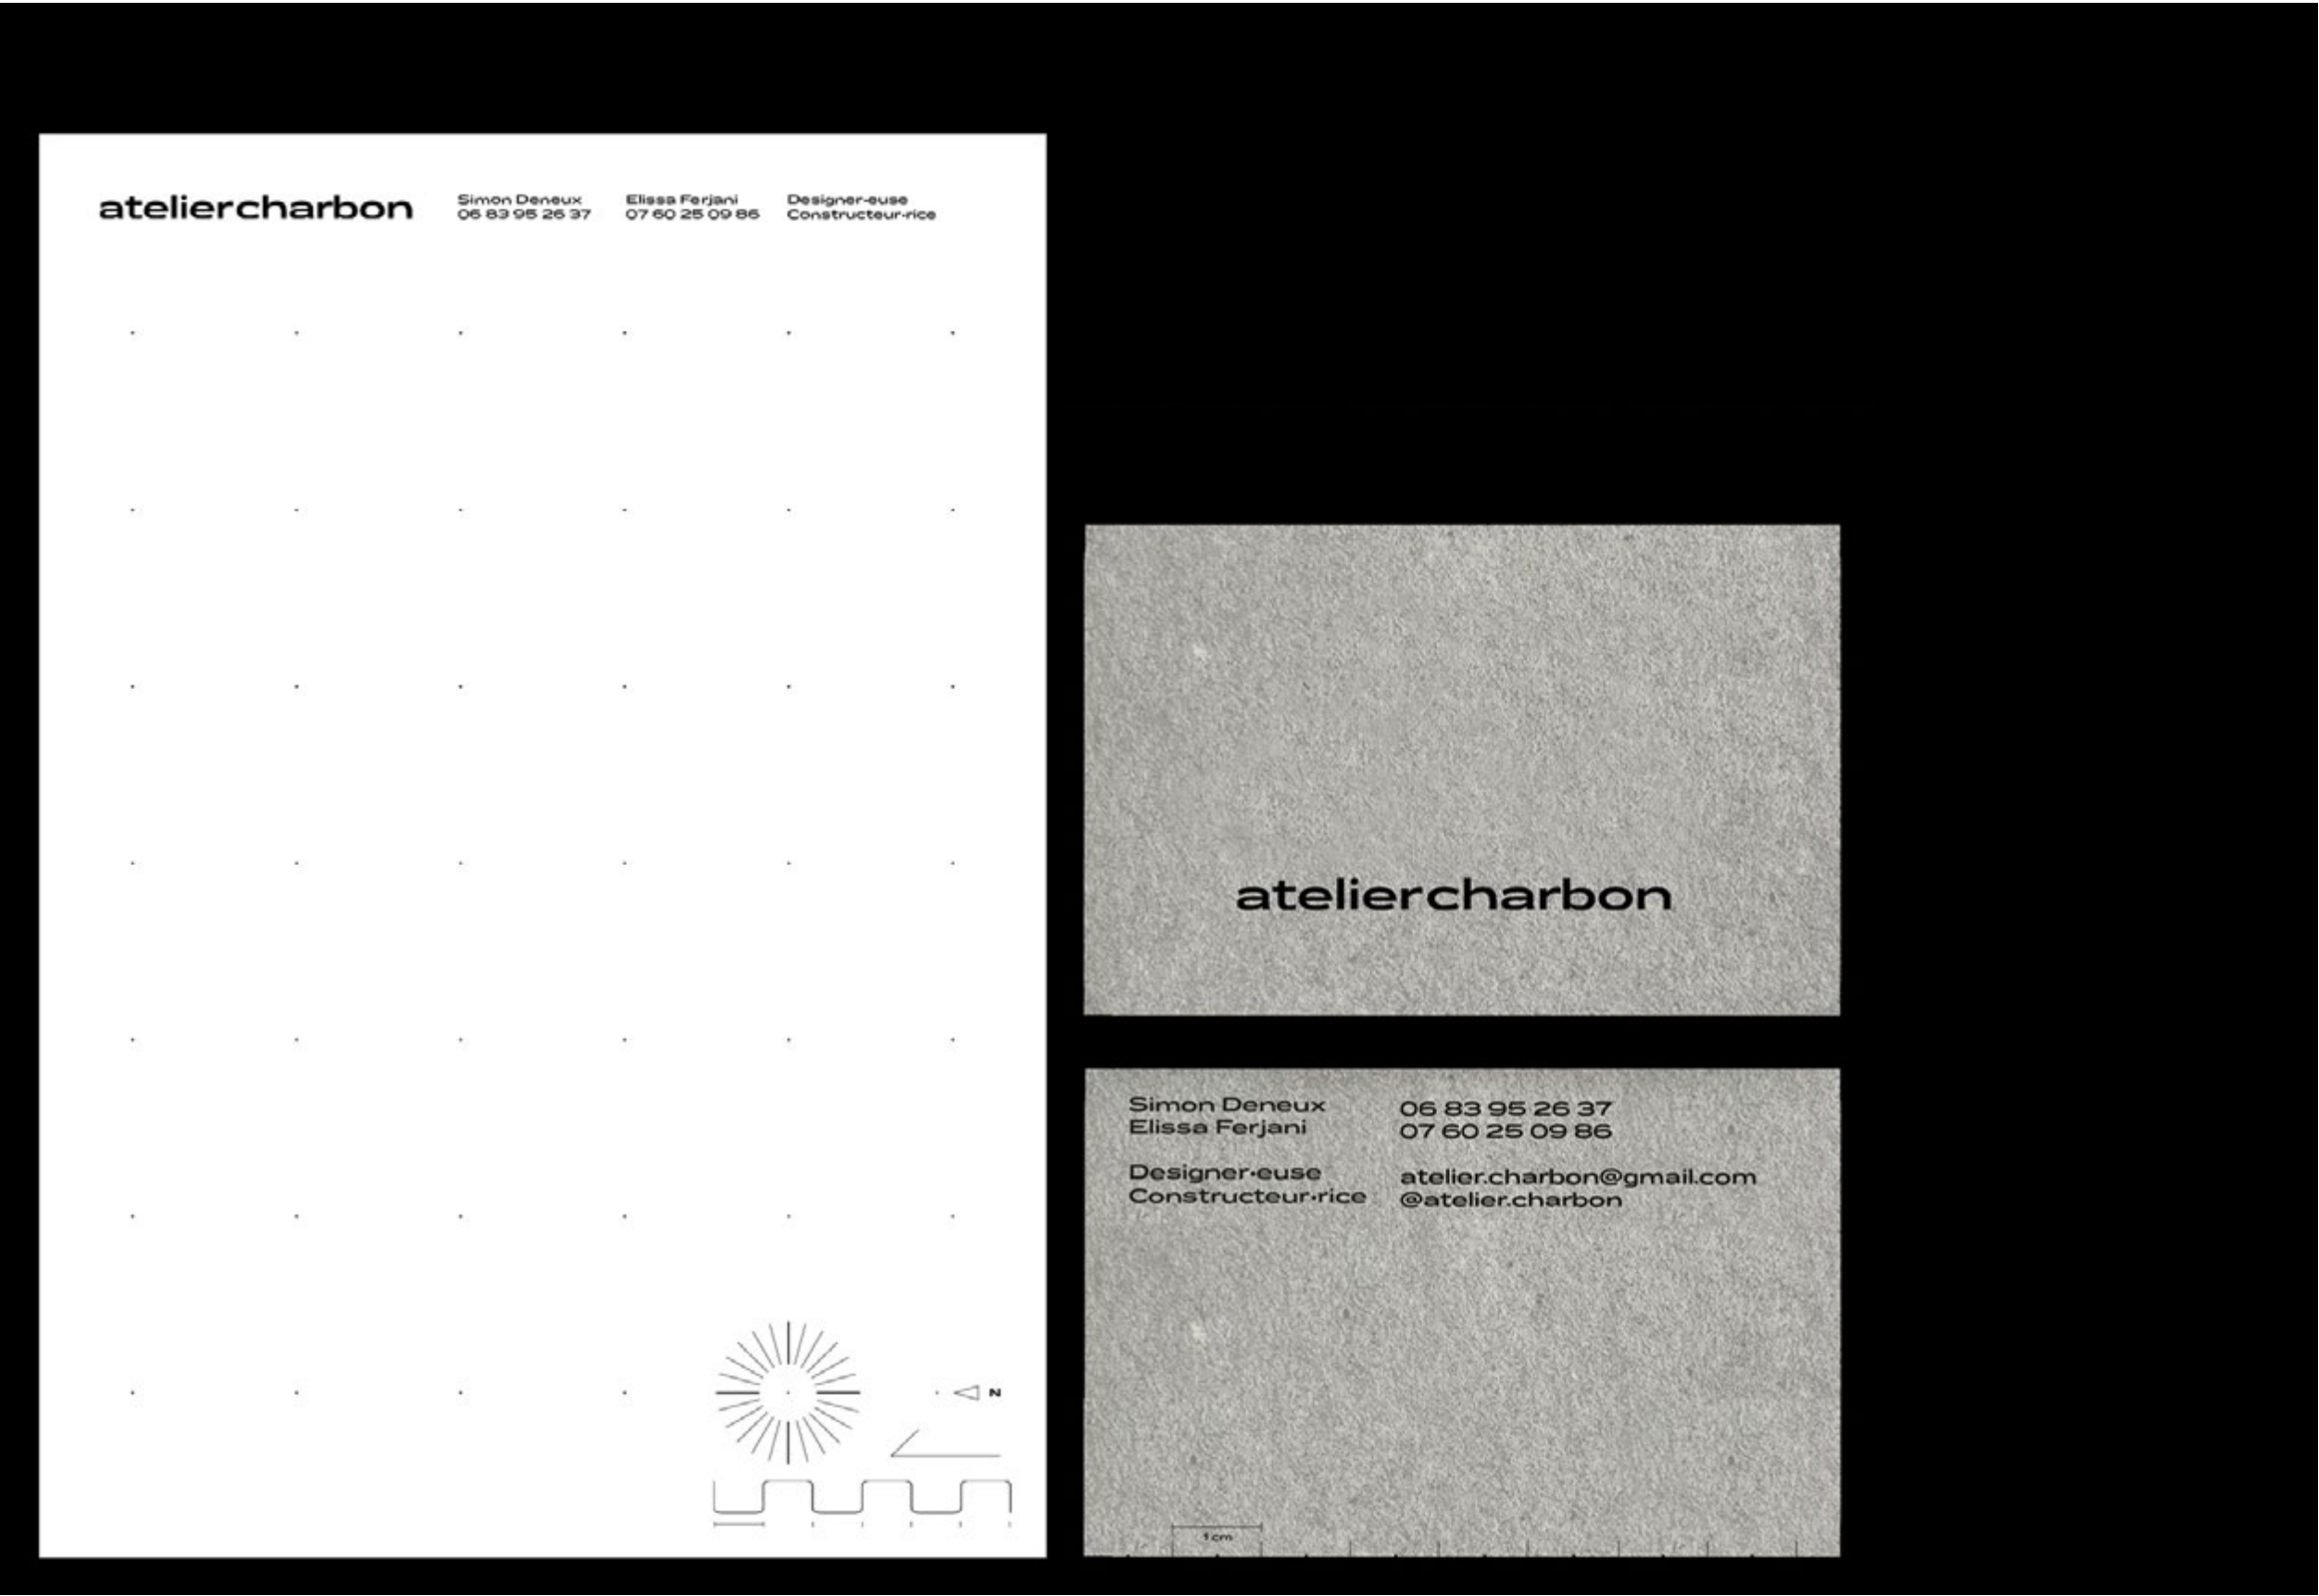 ateliercharbon
Simon Deneux
06 83 95 26 37
Elissa Ferjani
07 60 25 09 86
Designer·euse
Constructeur·rice
N
ateliercharbon
Simon Deneux
Elissa Ferjani
Designer·euse
Constructeur·rice
06 83 95 26 37
07 60 25 09 86
atelier.charbon@gmail.com
@atelier.charbon
1 cm